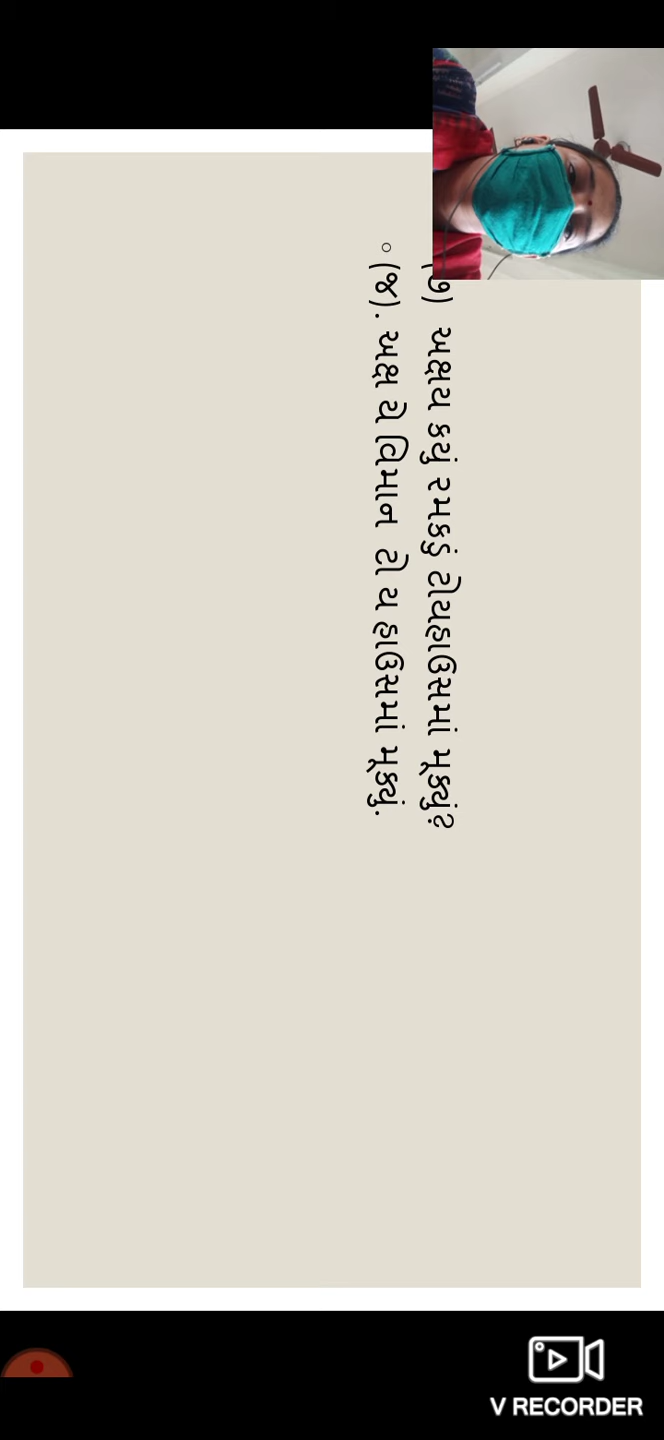 (૭) અક્ષય કયું રમકડું ટોયહાઉસમાં મૂક્યું?
(જ). અક્ષ યે વિમાન ટો ય હાઉસમાં મૂક્યું.
V RECORDER